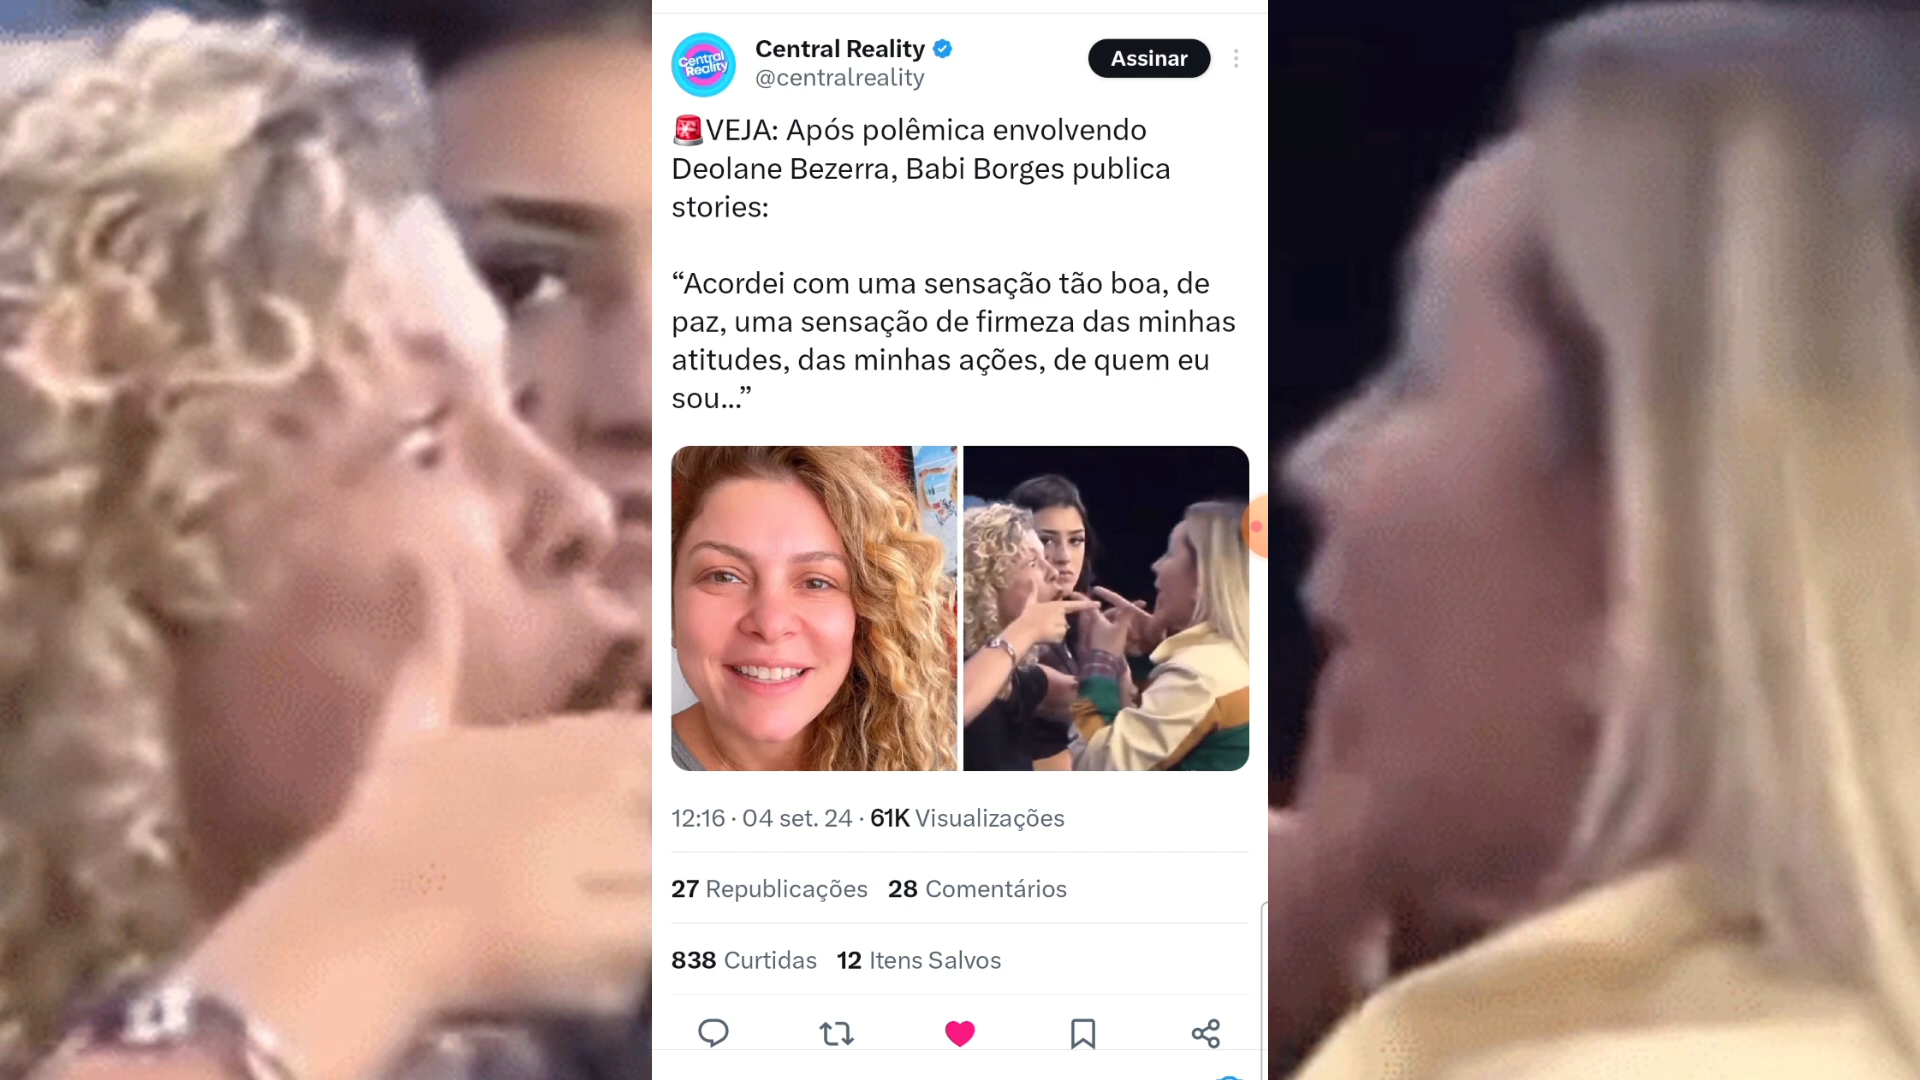 Central Reality
Central Reality
@centralreality
Assinar
VEJA: Após polêmica envolvendo
Deolane Bezerra, Babi Borges publica
stories:
“Acordei com uma sensação tão boa, de
paz, uma sensação de firmeza das minhas
atitudes, das minhas ações, de quem eu
sou...”
12:16 · 04 set. 24 · 61K Visualizações
27 Republicações 28 Comentários
838 Curtidas 12 Itens Salvos